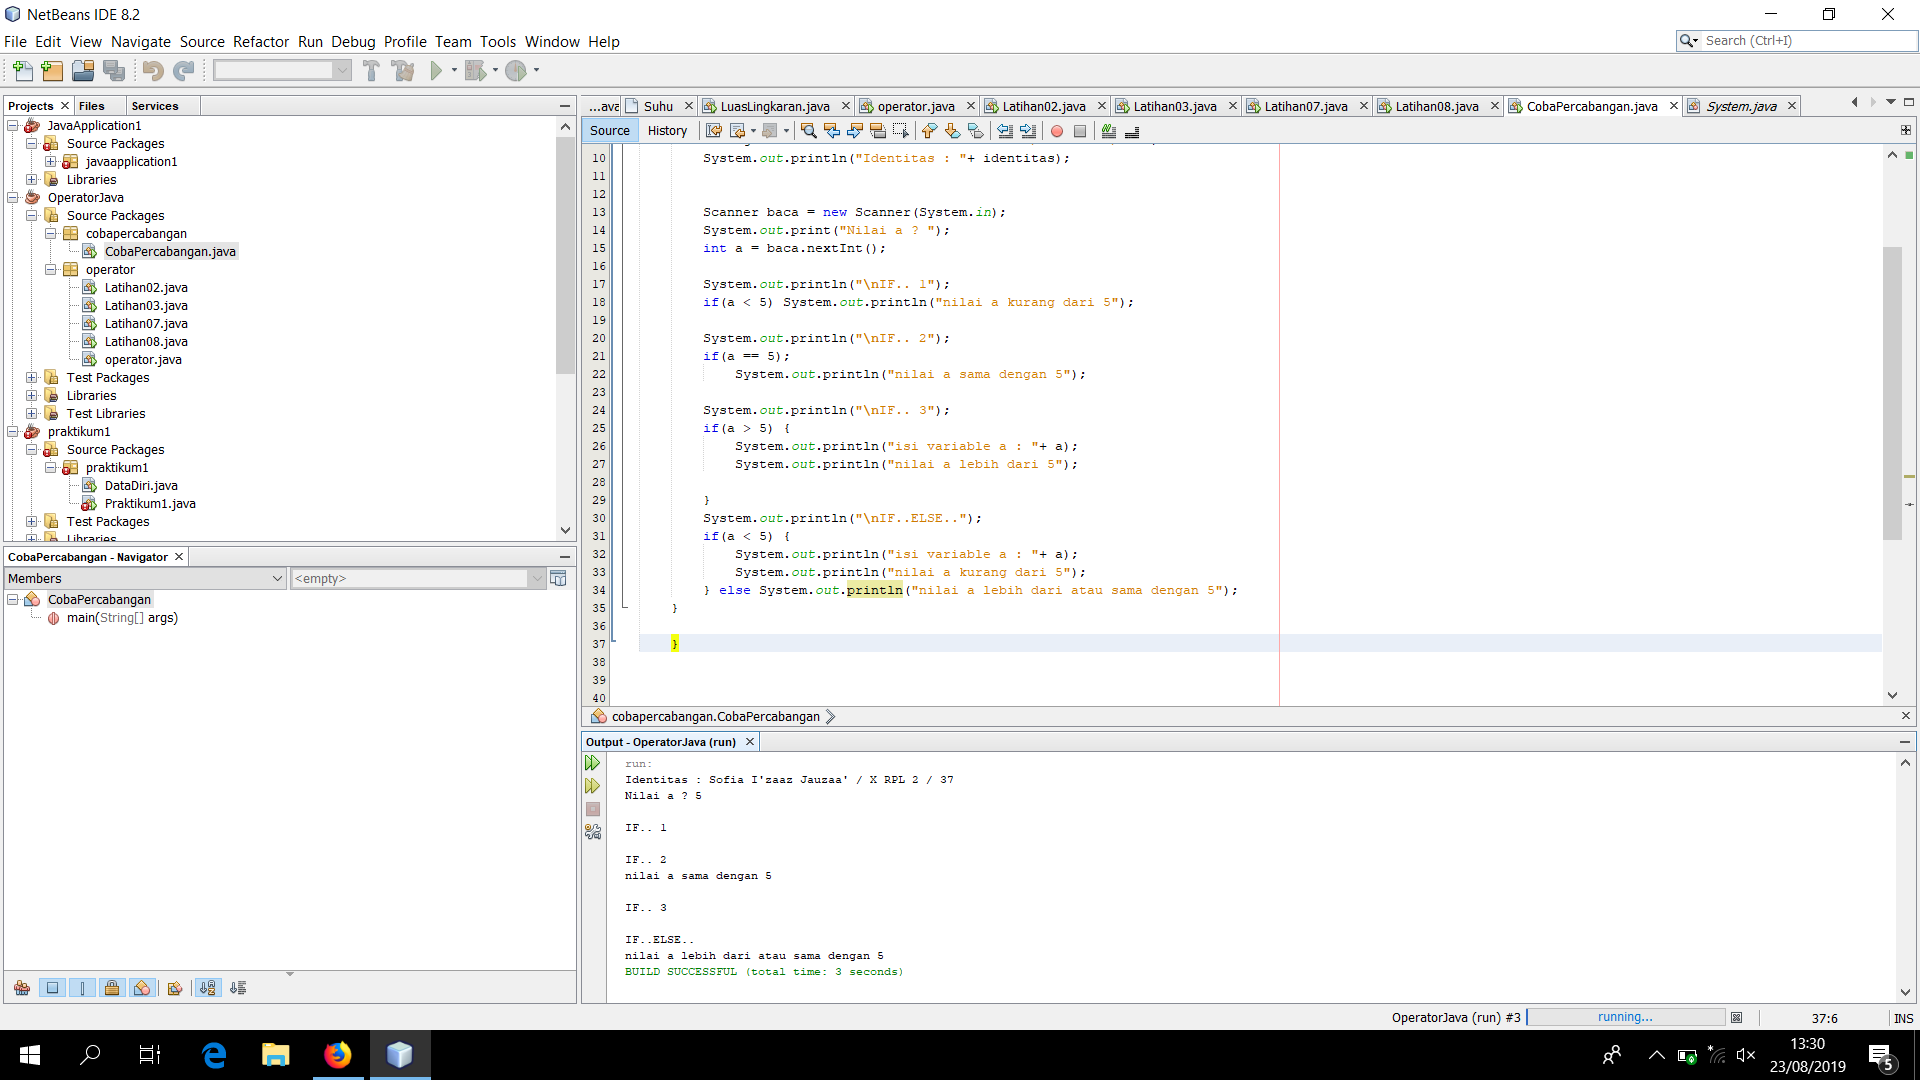 NetBeans IDE 8.2
File Edit View Navigate Source Refactor Run Debug Profile Team Tools Window Help
Search (Ctrl+I)
Projects Files Services
JavaApplication1
Source Packages
javaapplication1
Libraries
OperatorJava
Source Packages
cobapercabangan
CobaPercabangan.java
operator
Latihan02.java
Latihan03.java
Latihan07.java
Latihan08.java
operator.java
Test Packages
Libraries
Test Libraries
praktikum1
Source Packages
praktikum1
DataDiri.java
Praktikum1.java
Test Packages
Libraries
CobaPercabangan - Navigator
Members
<empty>
CobaPercabangan
main(String[] args)
...ava Suhu LuasLingkaran.java operator.java Latihan02.java Latihan03.java Latihan07.java Latihan08.java CobaPercabangan.java System.java
Source History
10 System.out.println("Identitas : "+ identitas);
11
12
13 Scanner baca = new Scanner(System.in);
14 System.out.print("Nilai a ? ");
15 int a = baca.nextInt();
16
17 System.out.println("\nIF.. 1");
18 if(a < 5) System.out.println("nilai a kurang dari 5");
19
20 System.out.println("\nIF.. 2");
21 if(a == 5);
22 System.out.println("nilai a sama dengan 5");
23
24 System.out.println("\nIF.. 3");
25 if(a > 5) {
26 System.out.println("isi variable a : "+ a);
27 System.out.println("nilai a lebih dari 5");
28
29 }
30 System.out.println("\nIF..ELSE..");
31 if(a < 5) {
32 System.out.println("isi variable a : "+ a);
33 System.out.println("nilai a kurang dari 5");
34 } else System.out.println("nilai a lebih dari atau sama dengan 5");
35 }
36
37 }
38
39
40
cobapercabangan.CobaPercabangan
Output - OperatorJava (run)
run:
Identitas : Sofia I'zaaz Jauzaa' / X RPL 2 / 37
Nilai a ? 5
IF.. 1
IF.. 2
nilai a sama dengan 5
IF.. 3
IF..ELSE..
nilai a lebih dari atau sama dengan 5
BUILD SUCCESSFUL (total time: 3 seconds)
OperatorJava (run) #3 running... 37:6 INS
13:30
23/08/2019
5